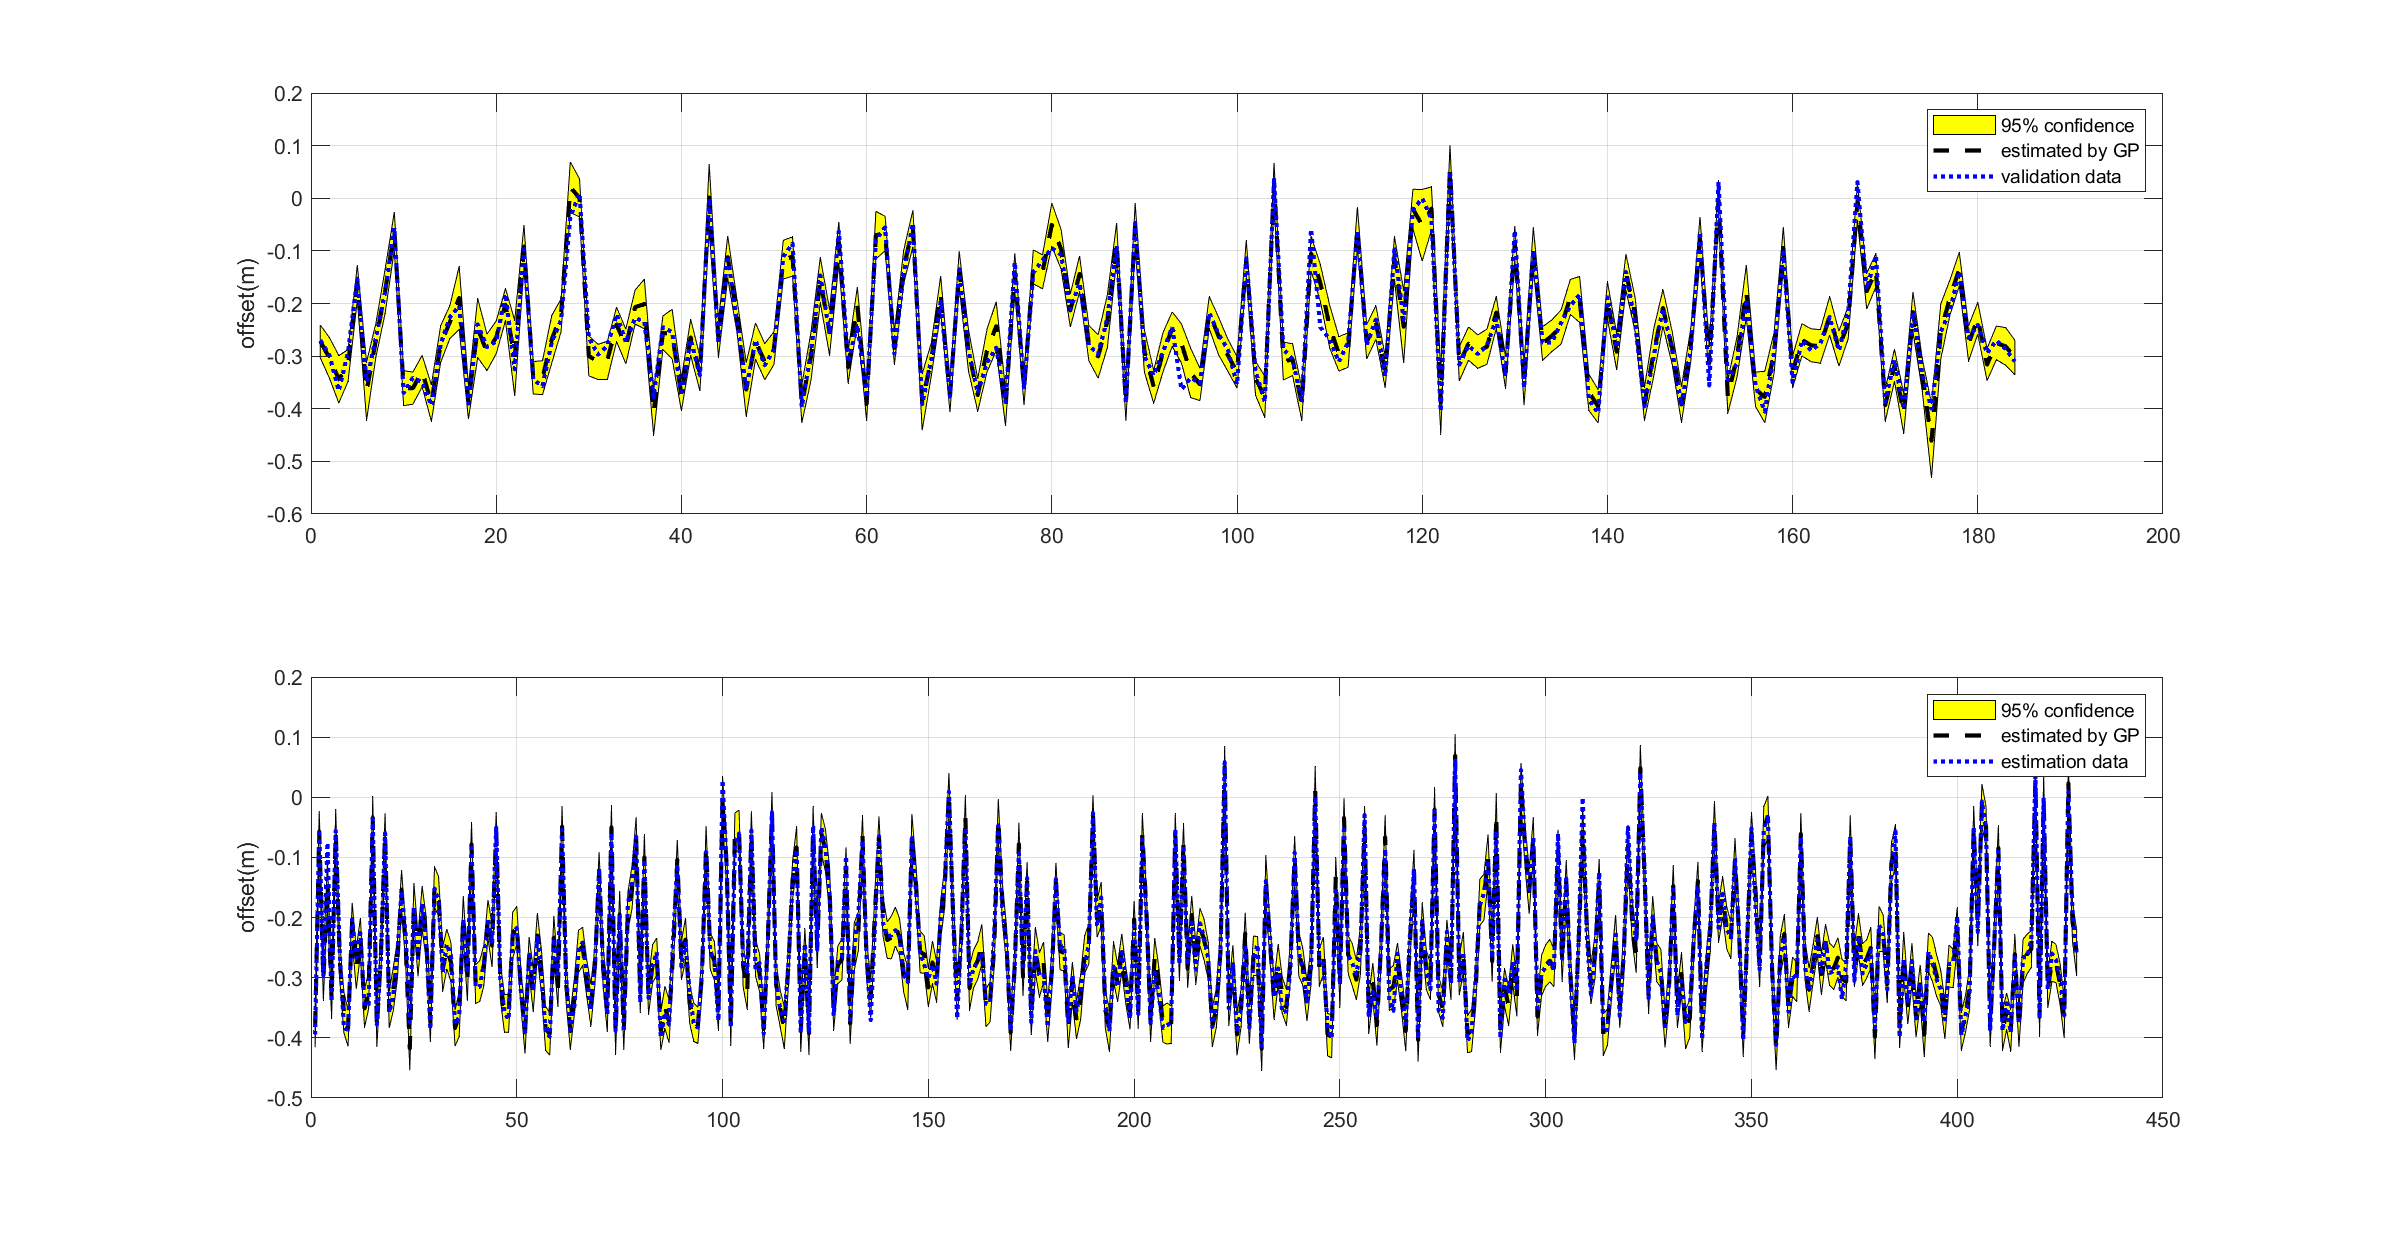 0.2
0.1
0
-0.1
-0.2
-0.3
-0.4
-0.5
-0.6
offset(m)
0 20 40 60 80 100 120 140 160 180 200
95% confidence
estimated by GP
validation data
0.2
0.1
0
-0.1
-0.2
-0.3
-0.4
-0.5
offset(m)
0 50 100 150 200 250 300 350 400 450
95% confidence
estimated by GP
estimation data